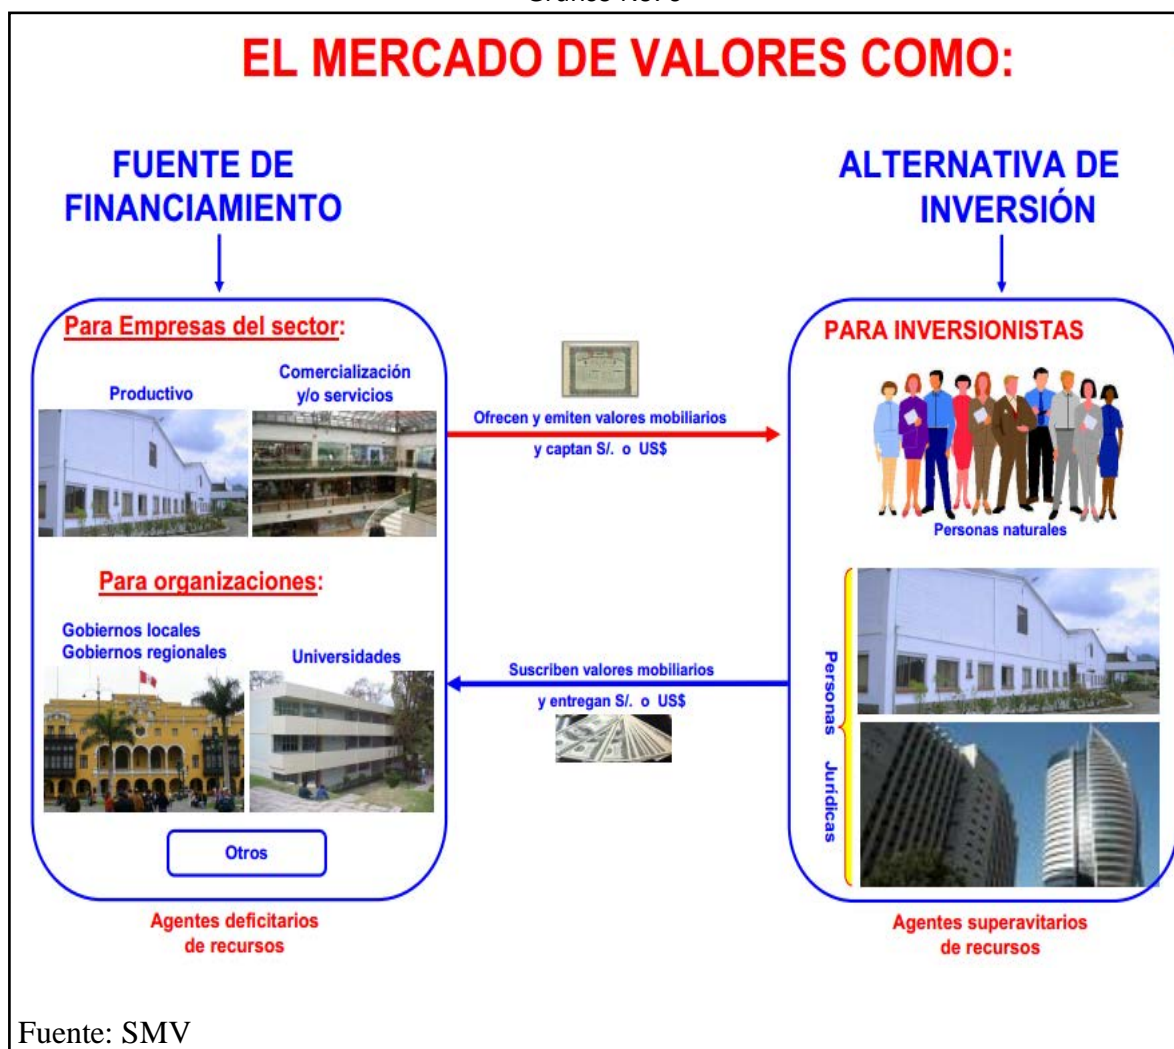 EL MERCADO DE VALORES COMO:
FUENTE DE
FINANCIAMIENTO
ALTERNATIVA DE
INVERSIÓN
Para Empresas del sector:
Productivo
Comercialización
y/o servicios
Para organizaciones:
Gobiernos locales
Gobiernos regionales
Universidades
Otros
Agentes deficitarios
de recursos
Ofrecen y emiten valores mobiliarios
y captan S/. o US$
Suscriben valores mobiliarios
y entregan S/. o US$
PARA INVERSIONISTAS
Personas naturales
Personas Jurídicas
Agentes superavitarios
de recursos
Fuente: SMV